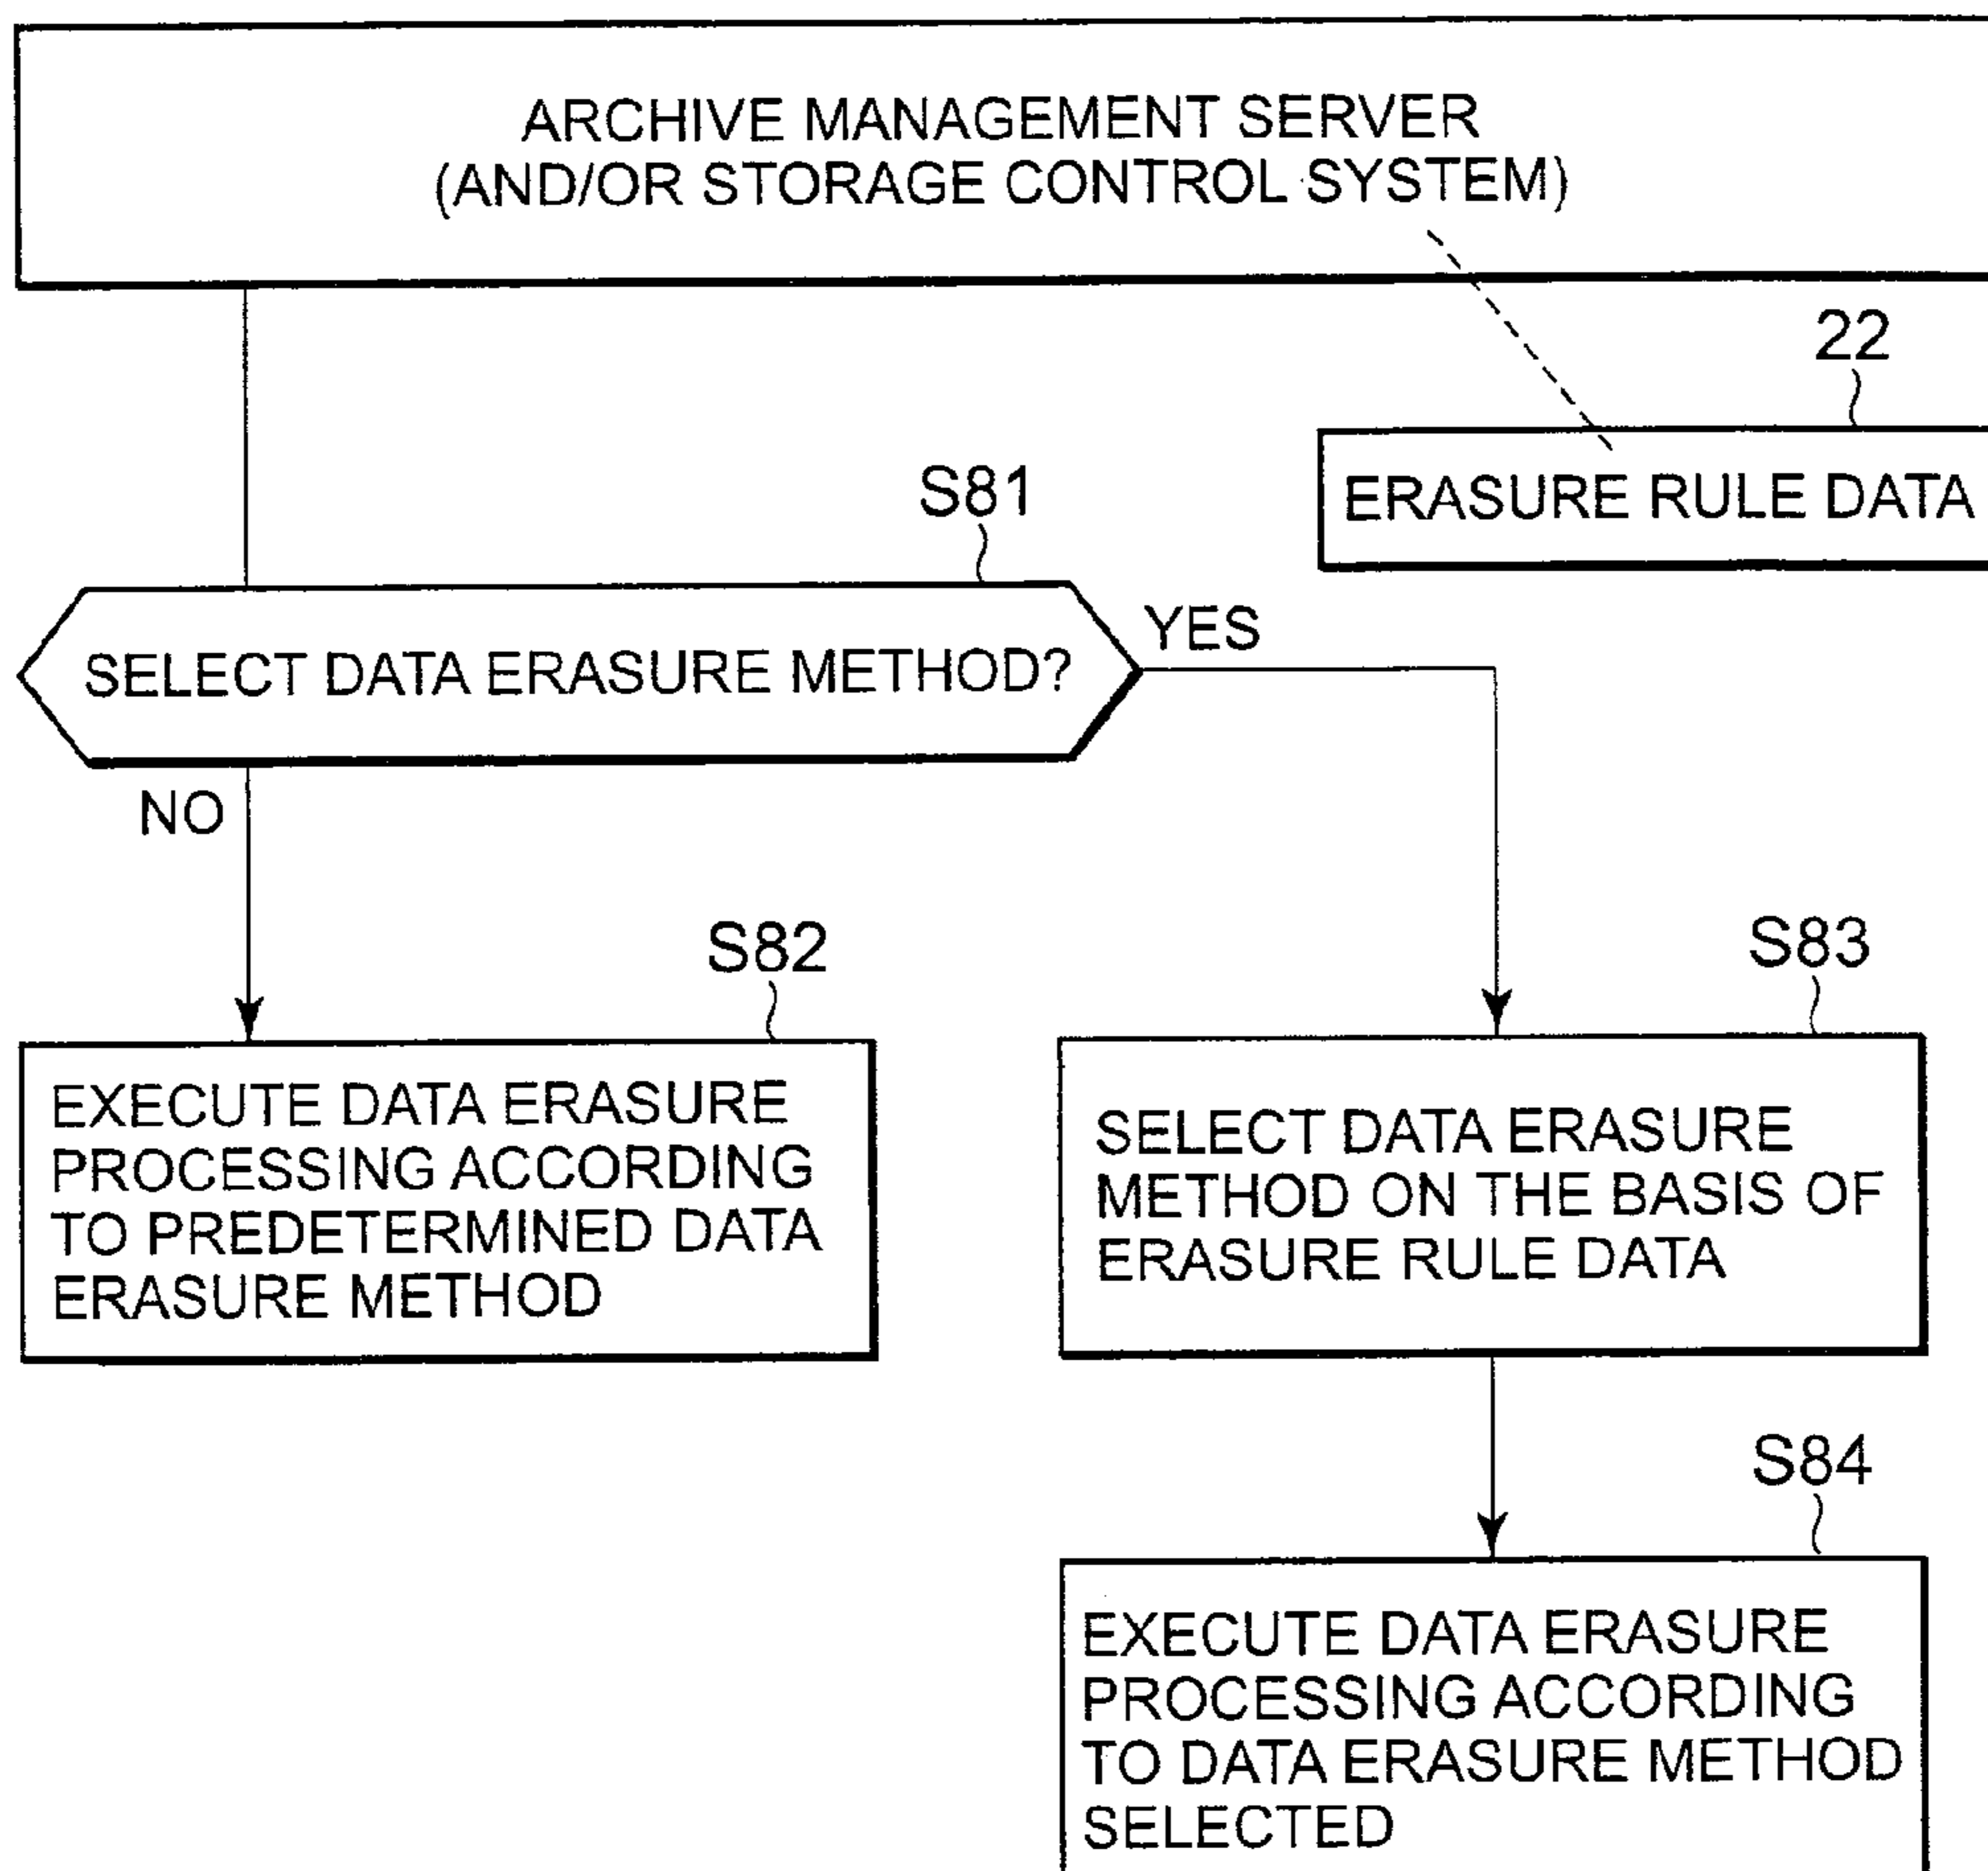 ARCHIVE MANAGEMENT SERVER
(AND/OR STORAGE CONTROL SYSTEM)
22
ERASURE RULE DATA
S81
SELECT DATA ERASURE METHOD?
YES
NO
S82
EXECUTE DATA ERASURE
PROCESSING ACCORDING
TO PREDETERMINED DATA
ERASURE METHOD
S83
SELECT DATA ERASURE
METHOD ON THE BASIS OF
ERASURE RULE DATA
S84
EXECUTE DATA ERASURE
PROCESSING ACCORDING
TO DATA ERASURE METHOD
SELECTED